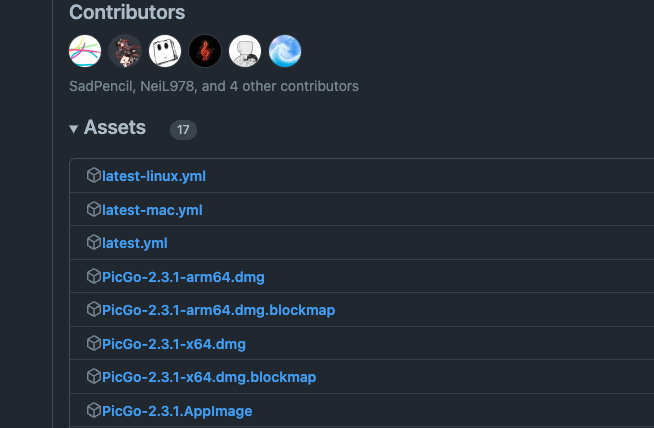 Contributors
SadPencil, NeiL978, and 4 other contributors
Assets 17
latest-linux.yml
latest-mac.yml
latest.yml
PicGo-2.3.1-arm64.dmg
PicGo-2.3.1-arm64.dmg.blockmap
PicGo-2.3.1-x64.dmg
PicGo-2.3.1-x64.dmg.blockmap
PicGo-2.3.1.AppImage